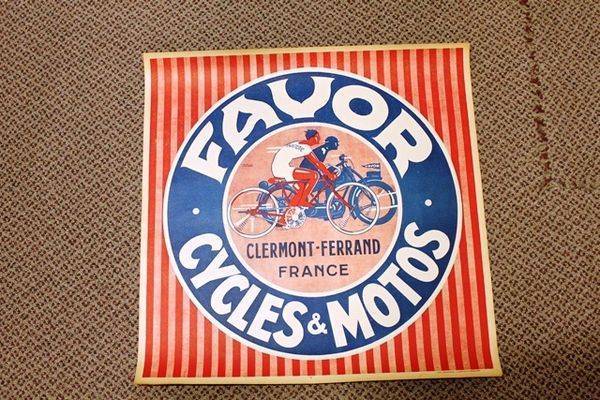 FAVOR
CLERMONT-FERRAND
FRANCE
CYCLES & MOTOS